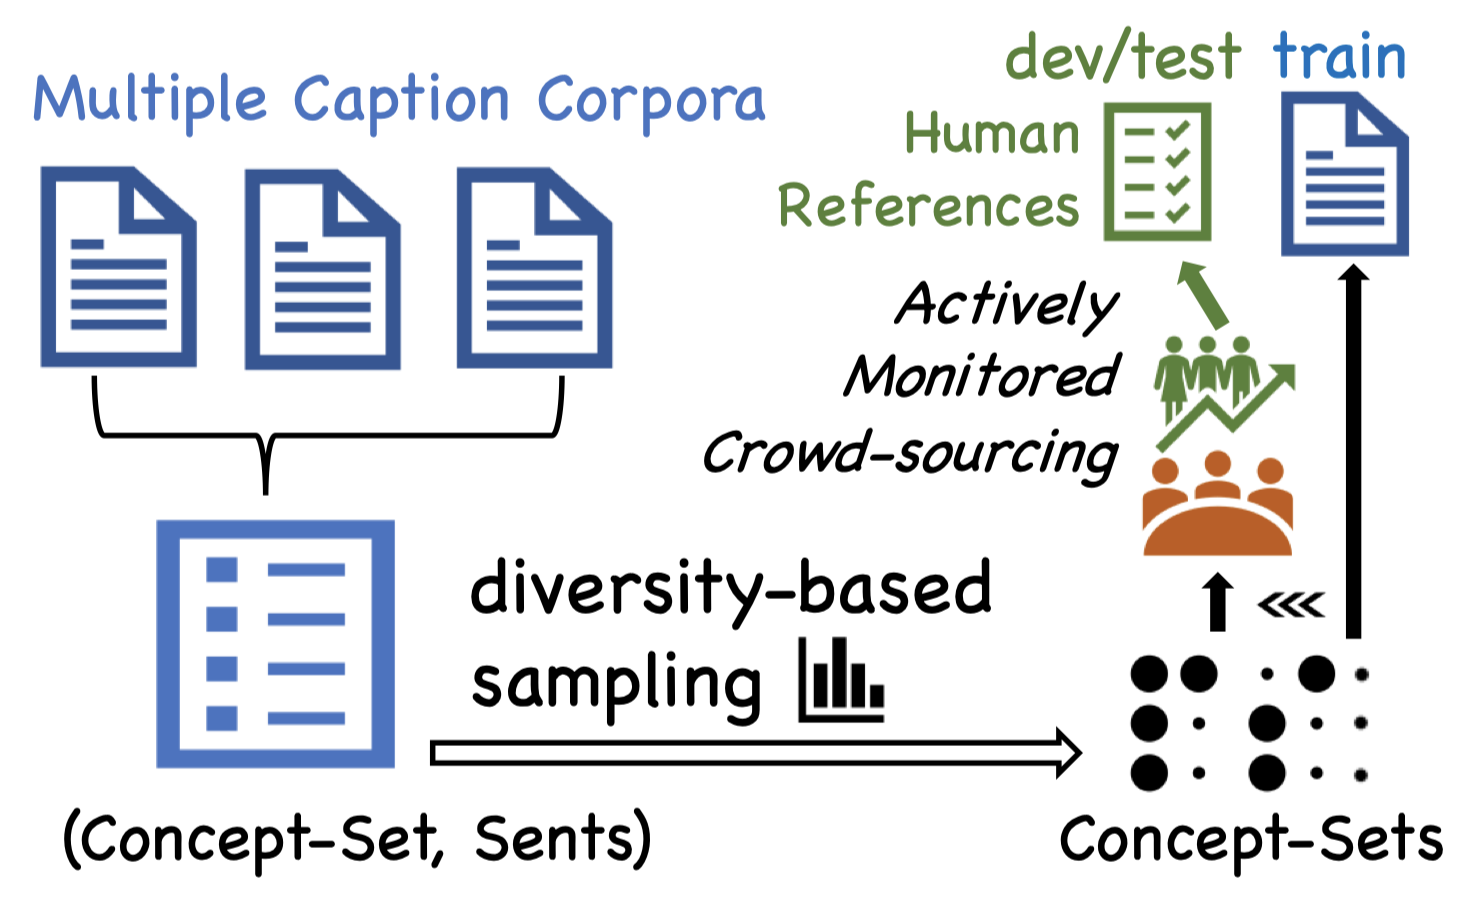 Multiple Caption Corpora
dev/test train
Human
References
Actively
Monitored
Crowd-sourcing
diversity-based
sampling
(Concept-Set, Sents)
Concept-Sets